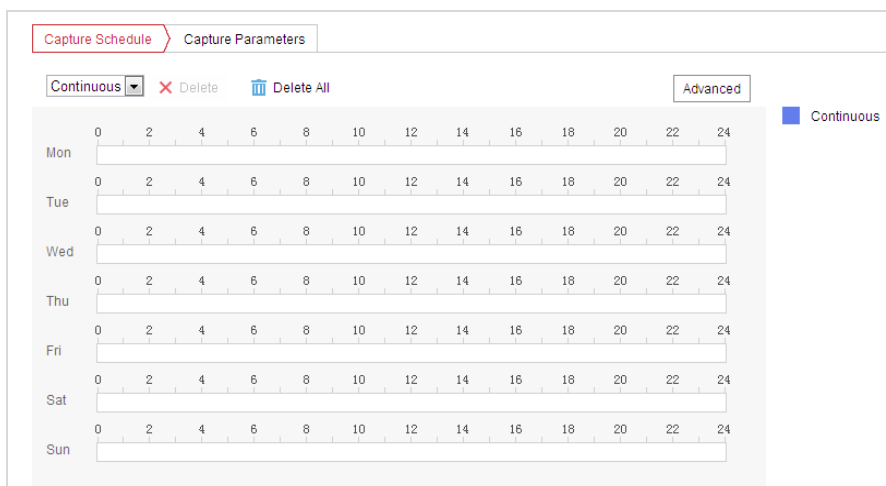 Capture Schedule Capture Parameters
Continuous Delete Delete All Advanced
Continuous
0 2 4 6 8 10 12 14 16 18 20 22 24
Mon
0 2 4 6 8 10 12 14 16 18 20 22 24
Tue
0 2 4 6 8 10 12 14 16 18 20 22 24
Wed
0 2 4 6 8 10 12 14 16 18 20 22 24
Thu
0 2 4 6 8 10 12 14 16 18 20 22 24
Fri
0 2 4 6 8 10 12 14 16 18 20 22 24
Sat
0 2 4 6 8 10 12 14 16 18 20 22 24
Sun